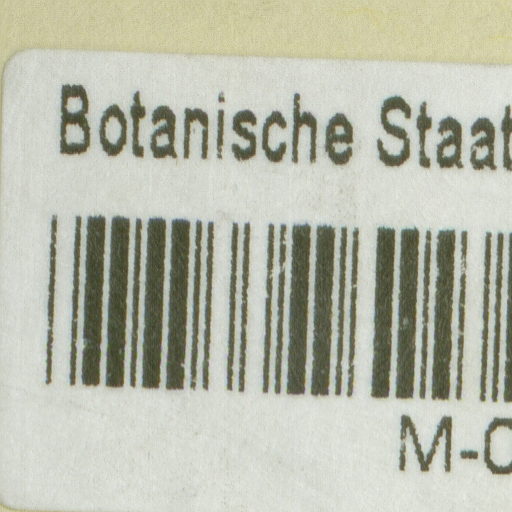 Botanische Staat
M-